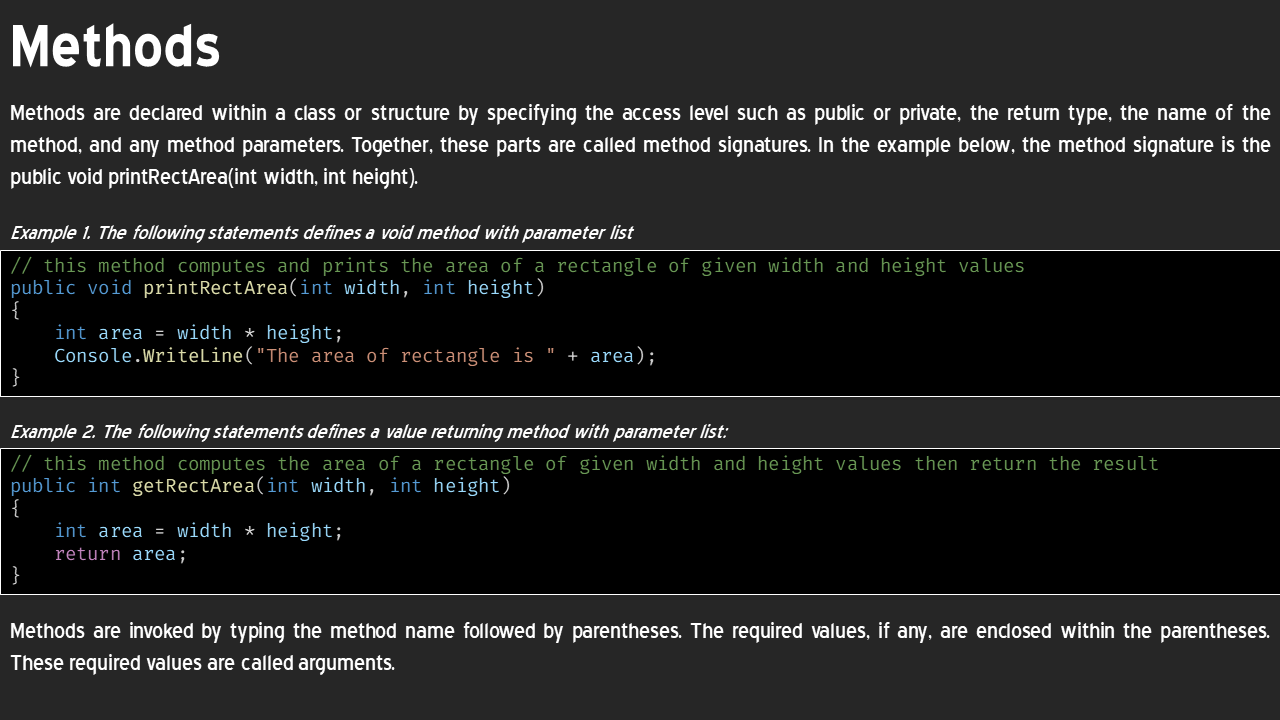 Methods
Methods are declared within a class or structure by specifying the access level such as public or private, the return type, the name of the
method, and any method parameters. Together, these parts are called method signatures. In the example below, the method signature is the
public void printRectArea(int width, int height).
Example 1. The following statements defines a void method with parameter list
// this method computes and prints the area of a rectangle of given width and height values
public void printRectArea(int width, int height)
{
    int area = width * height;
    Console.WriteLine("The area of rectangle is " + area);
}
Example 2. The following statements defines a value returning method with parameter list:
// this method computes the area of a rectangle of given width and height values then return the result
public int getRectArea(int width, int height)
{
    int area = width * height;
    return area;
}
Methods are invoked by typing the method name followed by parentheses. The required values, if any, are enclosed within the parentheses.
These required values are called arguments.